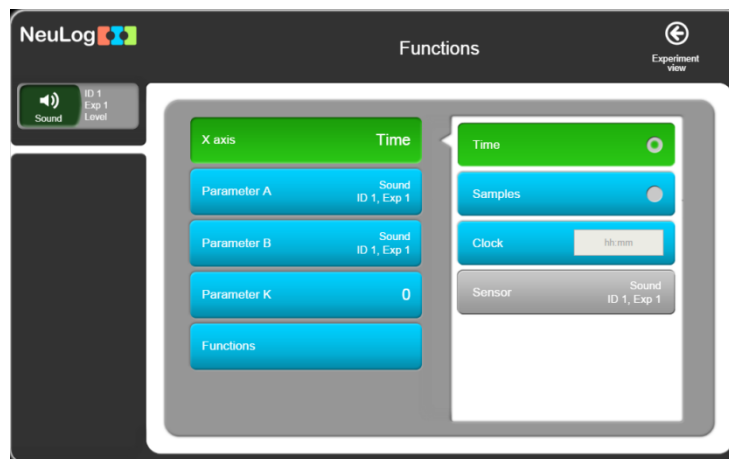 NeuLog
Functions
Experiment
view
ID 1
Exp 1
Sound Level
X axis Time
Time
Parameter A Sound
ID 1, Exp 1
Samples
Parameter B Sound
ID 1, Exp 1
Clock hh:mm
Parameter K 0
Sensor Sound
ID 1, Exp 1
Functions